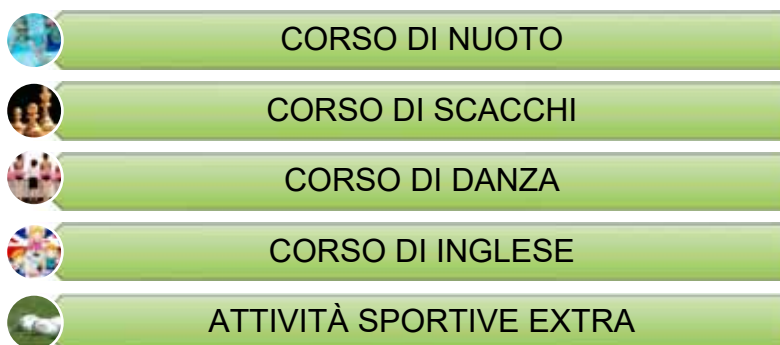 CORSO DI NUOTO
CORSO DI SCACCHI
CORSO DI DANZA
CORSO DI INGLESE
ATTIVITÀ SPORTIVE EXTRA